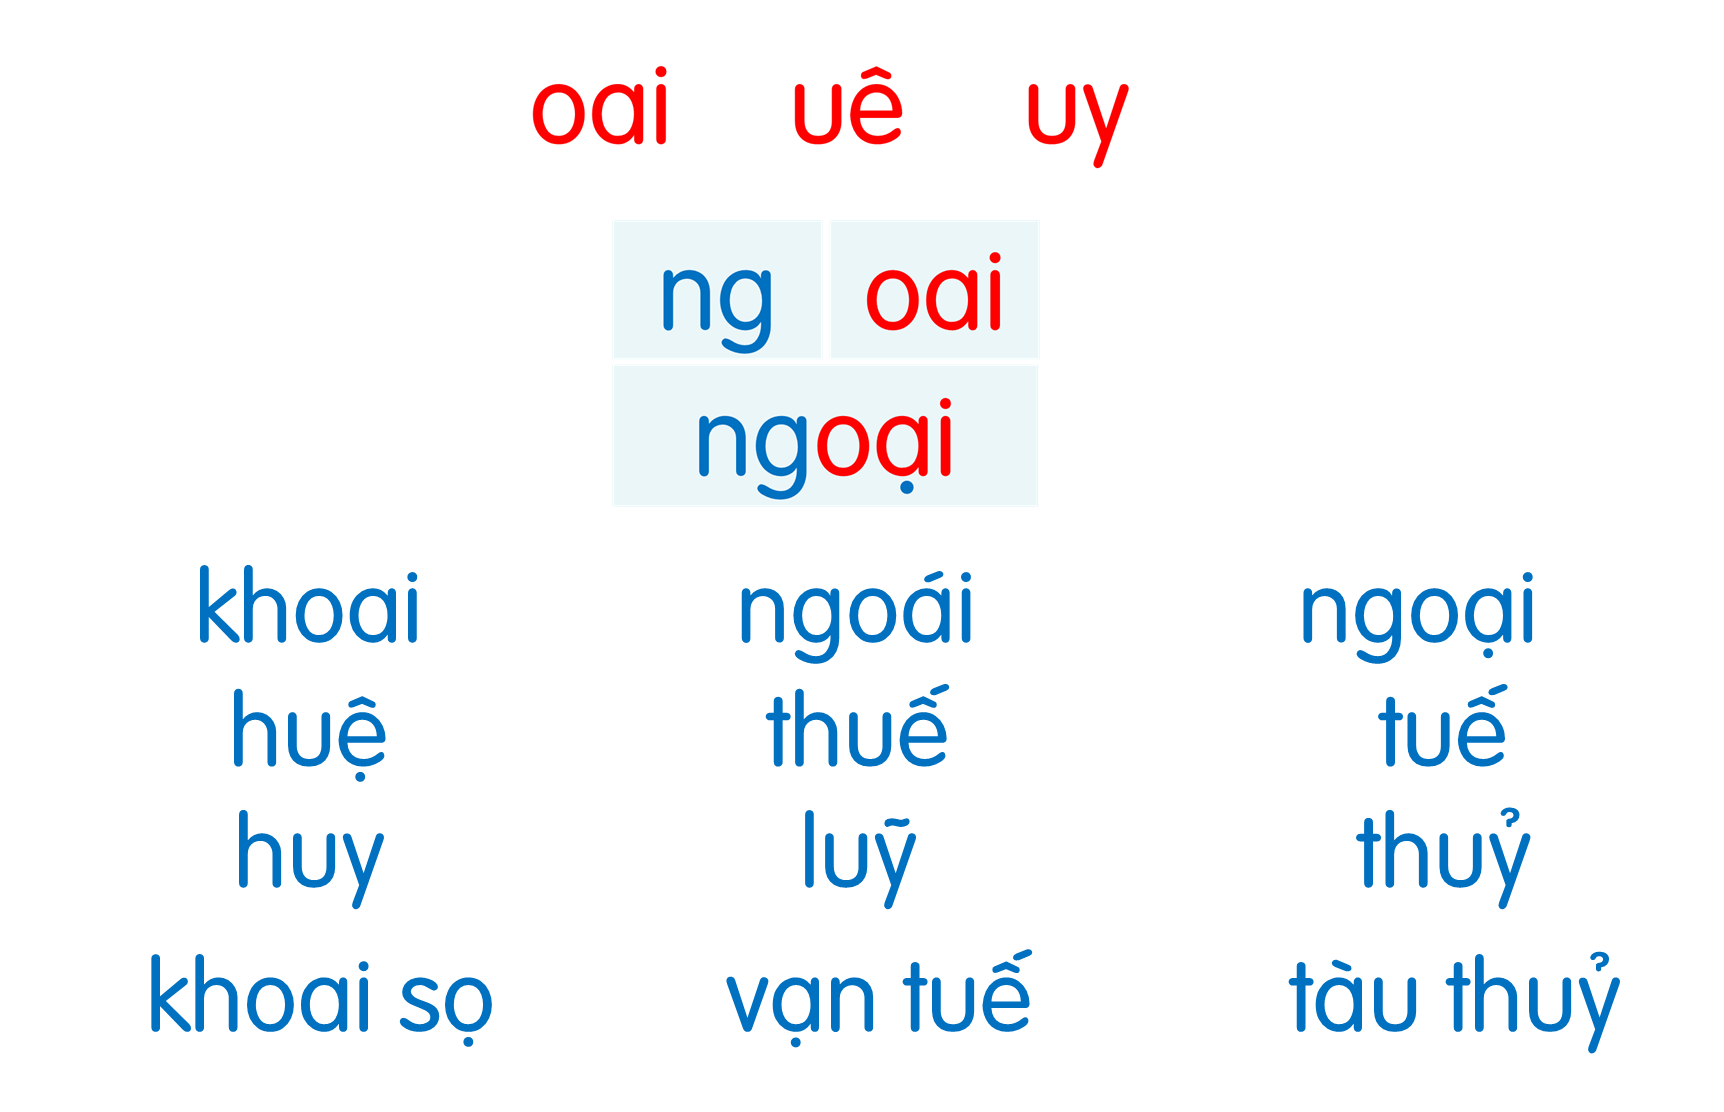 oai uê uy
ng oai
ngoại
khoai ngoái ngoại
huệ thuế tuế
huy luỹ thuỷ
khoai sọ vạn tuế tàu thuỷ